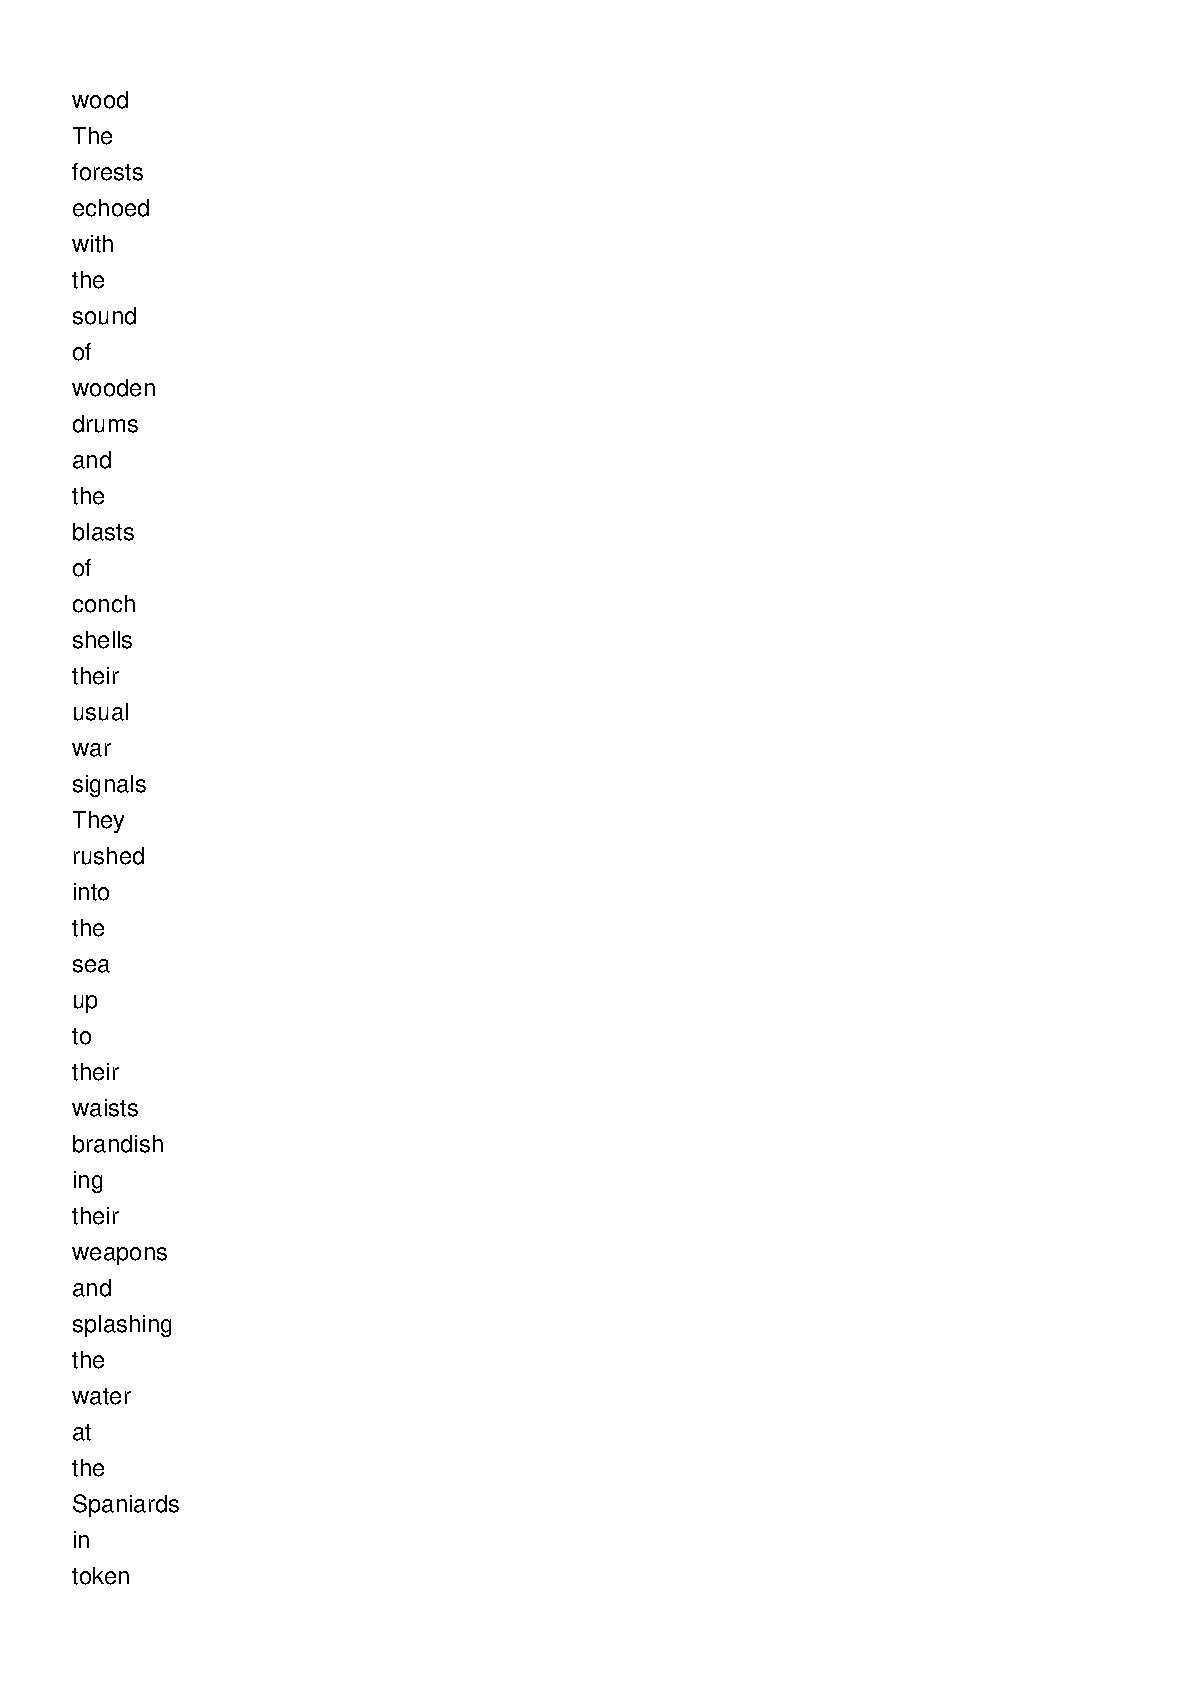 wood
The
forests
echoed
with
the
sound
of
wooden
drums
and
the
blasts
of
conch
shells
their
usual
war
signals
They
rushed
into
the
sea
up
to
their
waists
brandish
ing
their
weapons
and
splashing
the
water
at
the
Spaniards
in
token